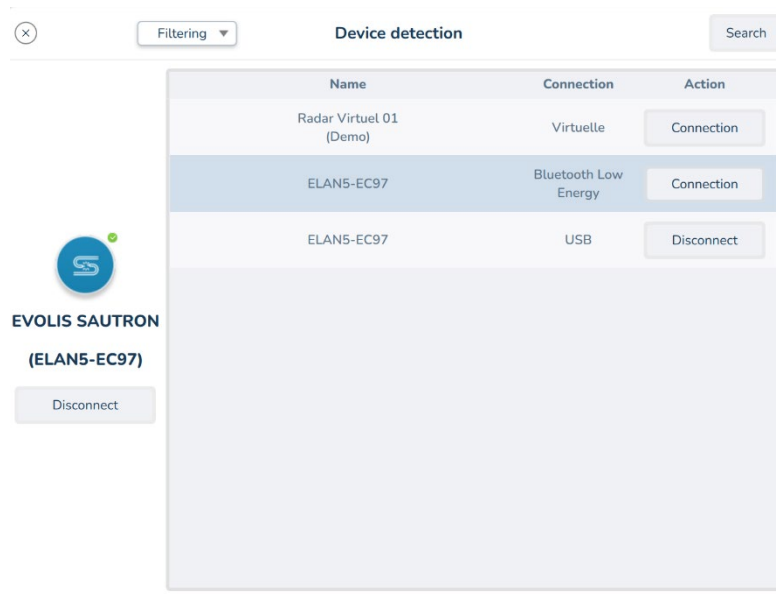 Filtering
Device detection
Search
Name Connection Action
Radar Virtuel 01
(Demo)
Virtuelle
Connection
ELAN5-EC97
Bluetooth Low
Energy
Connection
ELAN5-EC97
USB
Disconnect
EVOLIS SAUTRON
(ELAN5-EC97)
Disconnect